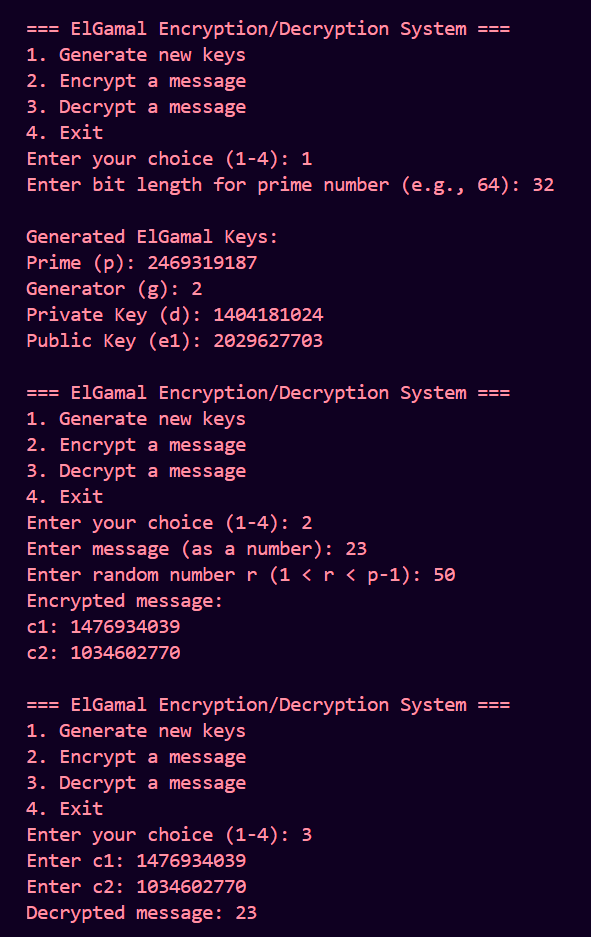 === ElGamal Encryption/Decryption System ===
1. Generate new keys
2. Encrypt a message
3. Decrypt a message
4. Exit
Enter your choice (1-4): 1
Enter bit length for prime number (e.g., 64): 32
Generated ElGamal Keys:
Prime (p): 2469319187
Generator (g): 2
Private Key (d): 1404181024
Public Key (e1): 2029627703
=== ElGamal Encryption/Decryption System ===
1. Generate new keys
2. Encrypt a message
3. Decrypt a message
4. Exit
Enter your choice (1-4): 2
Enter message (as a number): 23
Enter random number r (1 < r < p-1): 50
Encrypted message:
c1: 1476934039
c2: 1034602770
=== ElGamal Encryption/Decryption System ===
1. Generate new keys
2. Encrypt a message
3. Decrypt a message
4. Exit
Enter your choice (1-4): 3
Enter c1: 1476934039
Enter c2: 1034602770
Decrypted message: 23